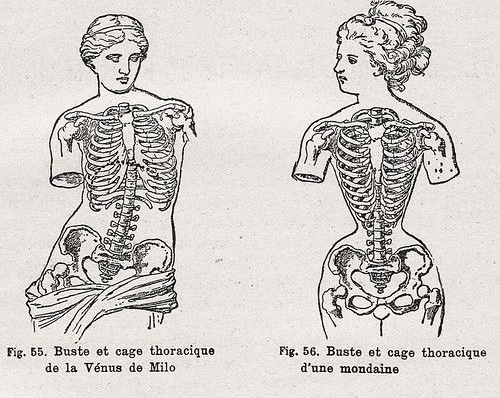 Fig. 55. Buste et cage thoracique
de la Vénus de Milo
Fig. 56. Buste et cage thoracique
d'une mondaine